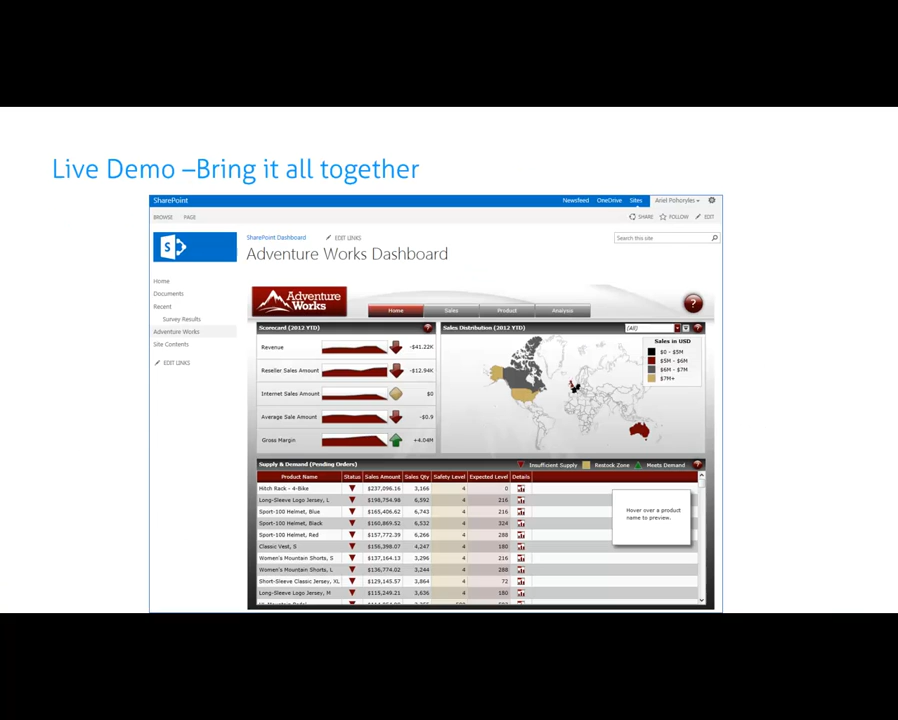 Live Demo –Bring it all together
SharePoint
Newsfeed OneDrive Sites Ariel Pohoryles
BROWSE PAGE
SHARE FOLLOW EDIT
SharePoint Dashboard EDIT LINKS
Search this site
Adventure Works Dashboard
S
Home
Documents
Recent
Survey Results
Adventure Works
Site Contents
EDIT LINKS
Adventure
Works
Home Sales Product Analysis
?
Scorecard (2012 YTD) ?
Revenue -$41.22K
Reseller Sales Amount -$12.94K
Internet Sales Amount $0
Average Sale Amount -$0.9
Gross Margin +4.04M
Sales Distribution (2012 YTD) (All) ?
Sales in USD
$0 - $5M
$5M - $6M
$6M - $7M
$7M+
Supply & Demand (Pending Orders) Insufficient Supply Restock Zone Meets Demand ?
Product Name Status Sales Amount Sales Qty Safety Level Expected Level Details
Hitch Rack - 4-Bike $237,096.16 3,166 4 0
Long-Sleeve Logo Jersey, L $198,754.98 6,592 4 216
Sport-100 Helmet, Blue $165,406.62 6,743 4 216
Sport-100 Helmet, Black $160,869.52 6,532 4 324
Sport-100 Helmet, Red $157,772.39 6,266 4 288
Classic Vest, S $156,398.07 4,247 4 180
Women's Mountain Shorts, S $137,164.13 3,296 4 216
Women's Mountain Shorts, L $136,774.02 3,244 4 288
Short-Sleeve Classic Jersey, XL $129,145.57 3,864 4 72
Long-Sleeve Logo Jersey, M $115,249.21 3,636 4 180
Hover over a product
name to preview.